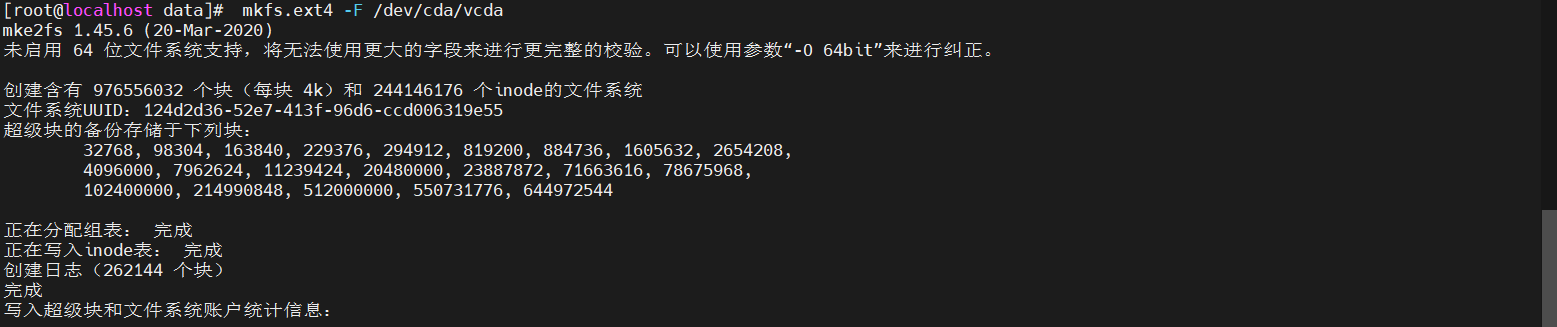 [root@localhost data]#  mkfs.ext4 -F /dev/cda/vcda
mke2fs 1.45.6 (20-Mar-2020)
未启用 64 位文件系统支持，将无法使用更大的字段来进行更完整的校验。可以使用参数“-O 64bit”来进行纠正。
创建含有 976556032 个块（每块 4k）和 244146176 个inode的文件系统
文件系统UUID：124d2d36-52e7-413f-96d6-ccd006319e55
超级块的备份存储于下列块：
32768, 98304, 163840, 229376, 294912, 819200, 884736, 1605632, 2654208,
4096000, 7962624, 11239424, 20480000, 23887872, 71663616, 78675968,
102400000, 214990848, 512000000, 550731776, 644972544
正在分配组表： 完成
正在写入inode表： 完成
创建日志（262144 个块）
完成
写入超级块和文件系统账户统计信息：